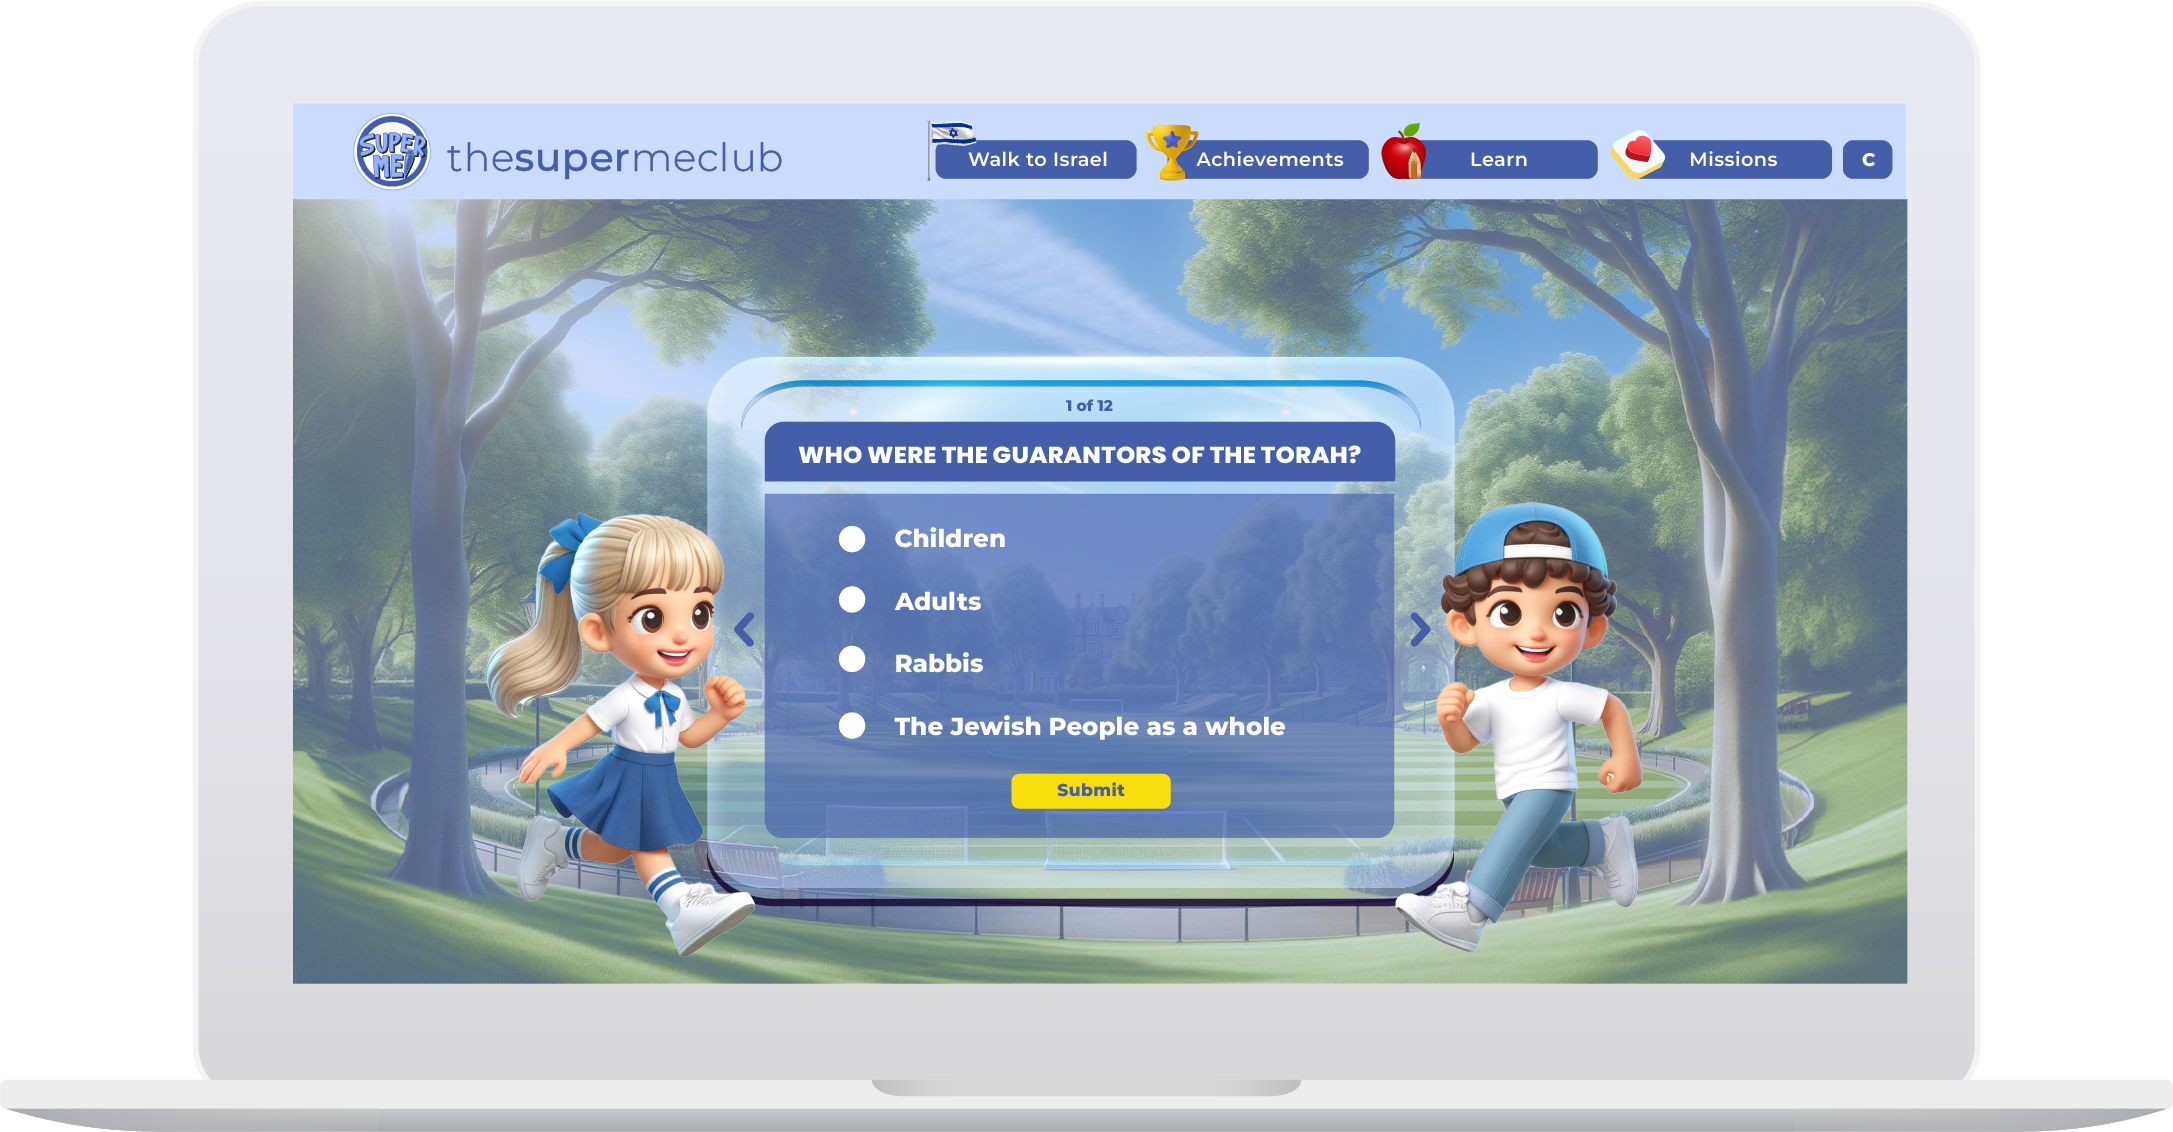 SUPER
ME!
thesupermeclub
Walk to Israel
Achievements
Learn
Missions
C
1 of 12
WHO WERE THE GUARANTORS OF THE TORAH?
Children
Adults
Rabbis
The Jewish People as a whole
Submit